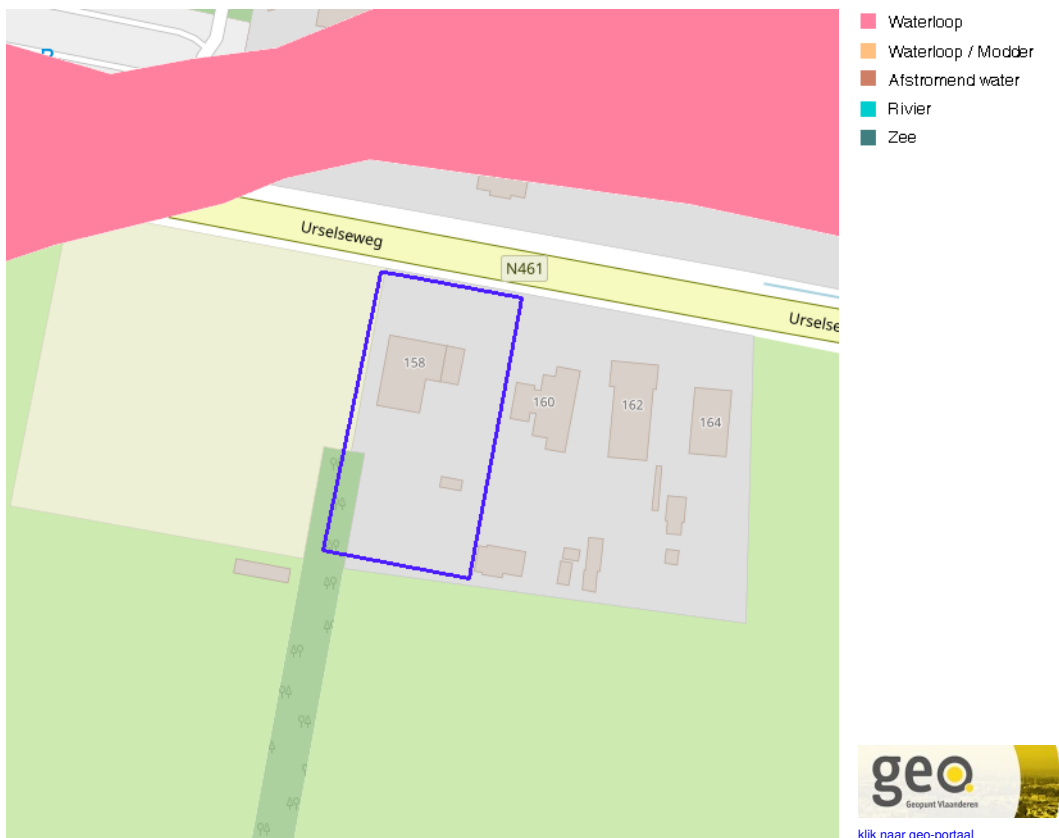 Waterloop
Waterloop / Modder
Afstromend water
Rivier
Zee
P
Urselseweg
N461
Urselse
158
160
162
164
geo.
Geopunt Vlaanderen
klik naar geo-portaal